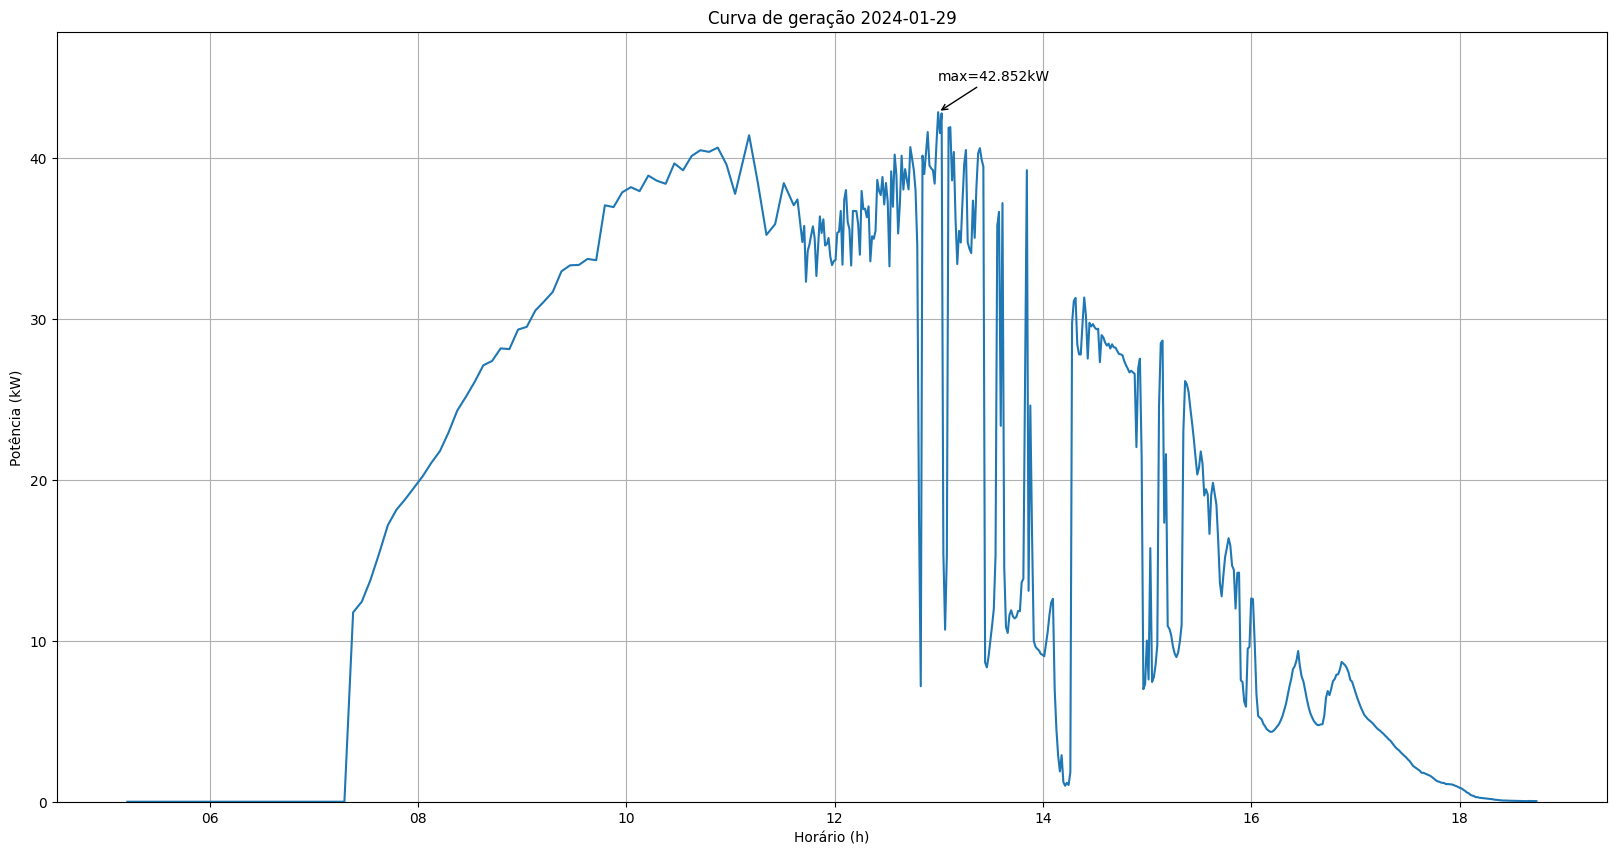 Curva de geração 2024-01-29
max=42.852kW
Potência (kW)
40
30
20
10
0
06 08 10 12 14 16 18
Horário (h)